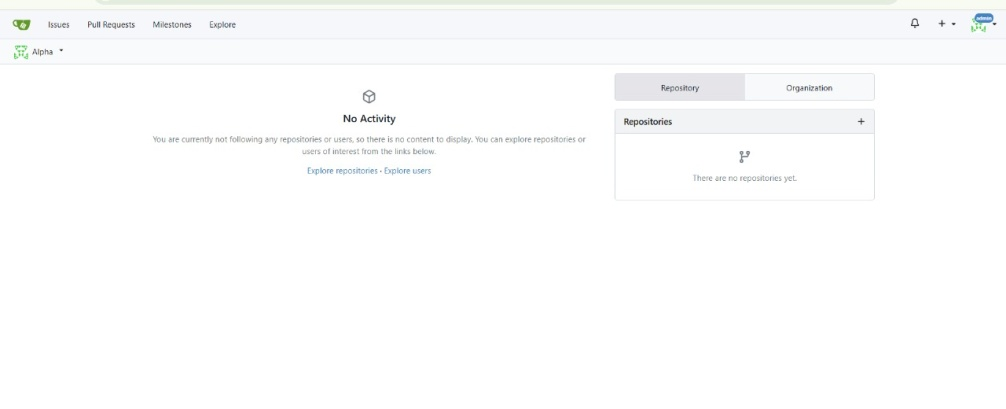 Issues Pull Requests Milestones Explore
admin
Alpha
No Activity
You are currently not following any repositories or users, so there is no content to display. You can explore repositories or
users of interest from the links below.
Explore repositories · Explore users
Repository Organization
Repositories
There are no repositories yet.